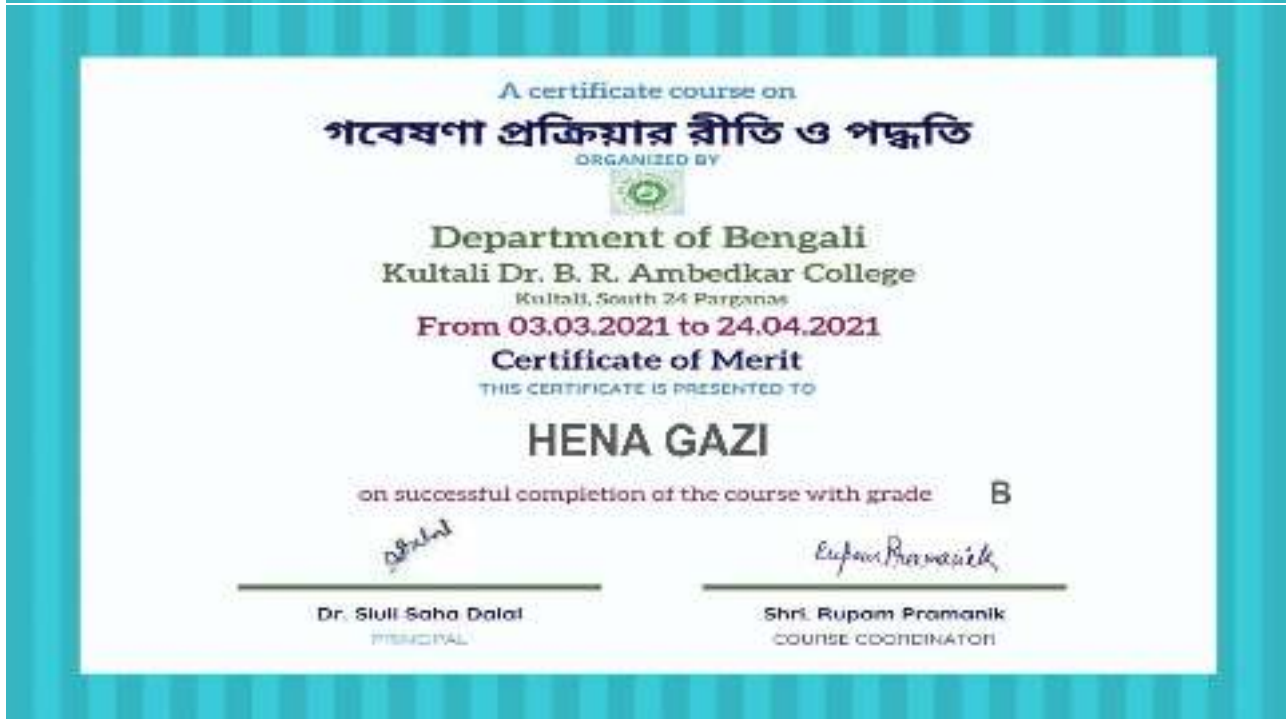 A certificate course on
গবেষণা প্রক্রিয়ার রীতি ও পদ্ধতি
ORGANIZED BY
Department of Bengali
Kultali Dr. B. R. Ambedkar College
Kultali, South 24 Parganas
From 03.03.2021 to 24.04.2021
Certificate of Merit
THIS CERTIFICATE IS PRESENTED TO
HENA GAZI
on successful completion of the course with grade B
Rupam Pramanik
Dr. Siuli Saha Dalal Shri. Rupam Pramanik
PRINCIPAL COURSE COORDINATOR